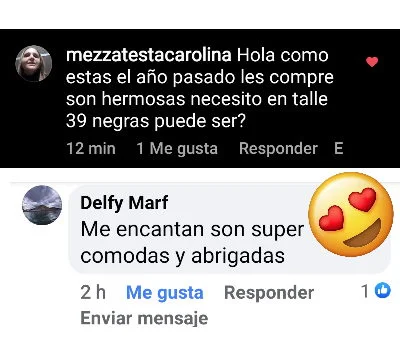 mezzatestacarolina Hola como
estas el año pasado les compre
son hermosas necesito en talle
39 negras puede ser?
12 min 1 Me gusta Responder E
Delfy Marf
Me encantan son super
comodas y abrigadas
2 h Me gusta Responder 1
Enviar mensaje